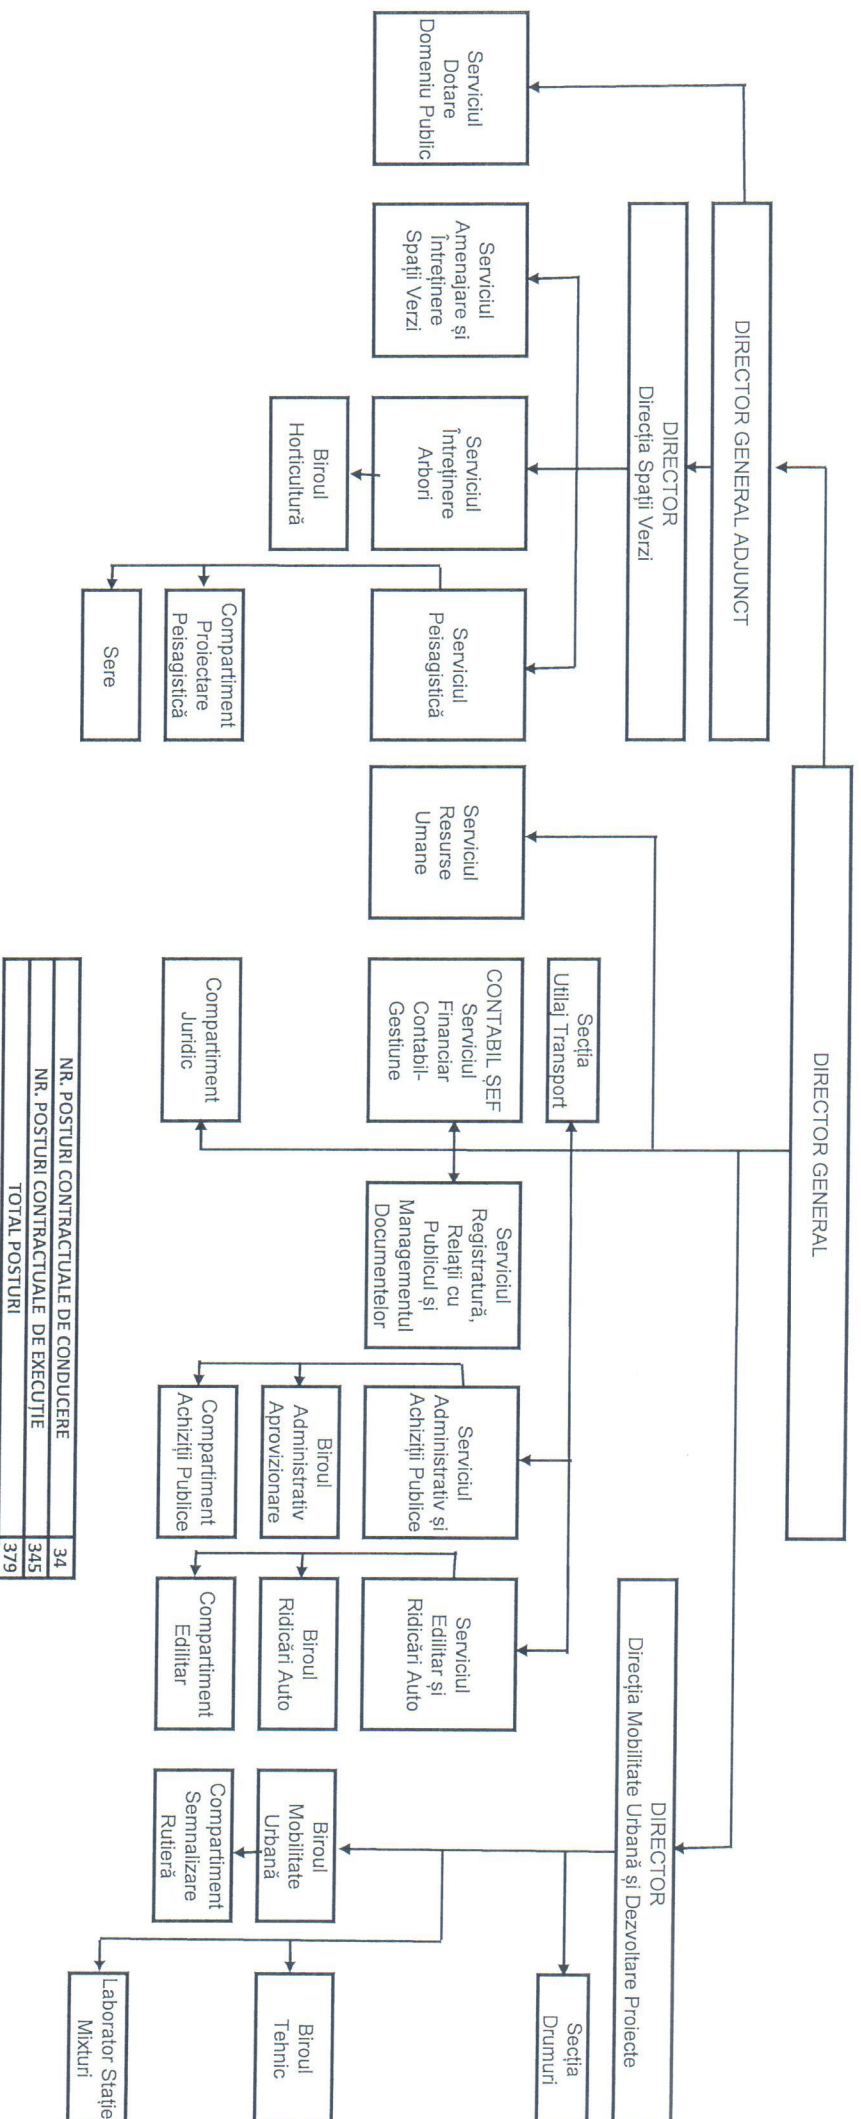 DIRECTOR GENERAL
DIRECTOR GENERAL ADJUNCT
DIRECTOR
Direcția Spații Verzi
DIRECTOR
Direcția Mobilitate Urbană și Dezvoltare Proiecte
Serviciul
Dotare
Domeniu Public
Serviciul
Amenajare și
Întreținere
Spații Verzi
Serviciul
Întreținere
Arbori
Biroul
Horticultură
Serviciul
Peisagistică
Compartiment
Proiectare
Peisagistică
Sere
Serviciul
Resurse
Umane
Secția
Utilaj Transport
CONTABIL ȘEF
Serviciul
Financiar
Contabil-
Gestiune
Compartiment
Juridic
Serviciul
Registratură,
Relații cu
Publicul și
Managementul
Documentelor
Serviciul
Administrativ și
Achiziții Publice
Biroul
Administrativ
Aprovizionare
Compartiment
Achiziții Publice
Serviciul
Edilitar și
Ridicări Auto
Biroul
Ridicări Auto
Compartiment
Edilitar
Biroul
Mobilitate
Urbană
Compartiment
Semnalizare
Rutieră
Secția
Drumuri
Biroul
Tehnic
Laborator Stație
Mixturi
NR. POSTURI CONTRACTUALE DE CONDUCERE 34
NR. POSTURI CONTRACTUALE DE EXECUȚIE 345
TOTAL POSTURI 379